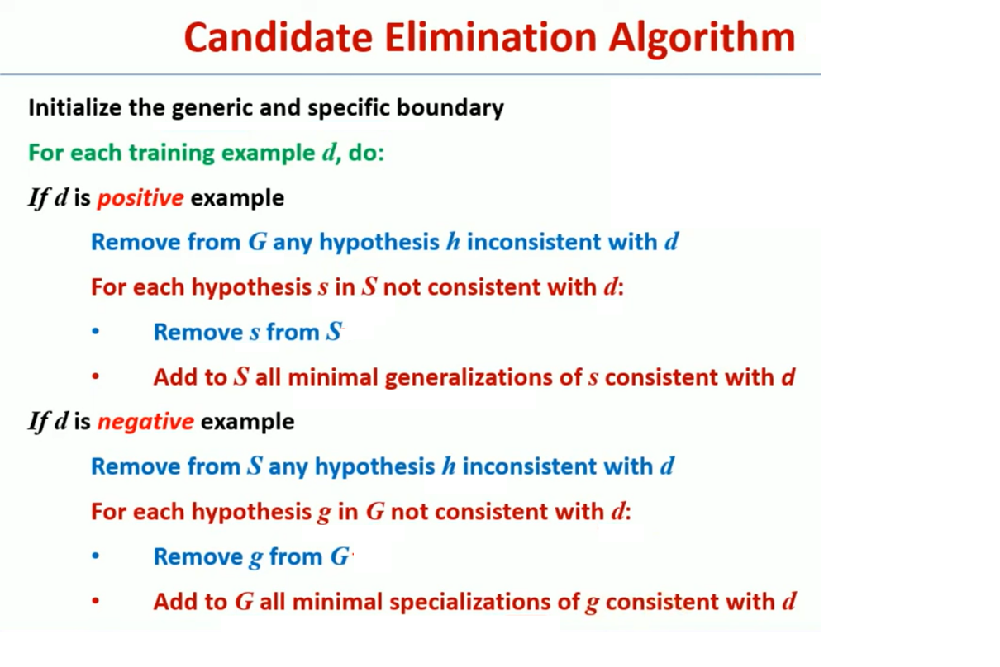 Candidate Elimination Algorithm
Initialize the generic and specific boundary
For each training example d, do:
If d is positive example
Remove from G any hypothesis h inconsistent with d
For each hypothesis s in S not consistent with d:
• Remove s from S
• Add to S all minimal generalizations of s consistent with d
If d is negative example
Remove from S any hypothesis h inconsistent with d
For each hypothesis g in G not consistent with d:
• Remove g from G
• Add to G all minimal specializations of g consistent with d